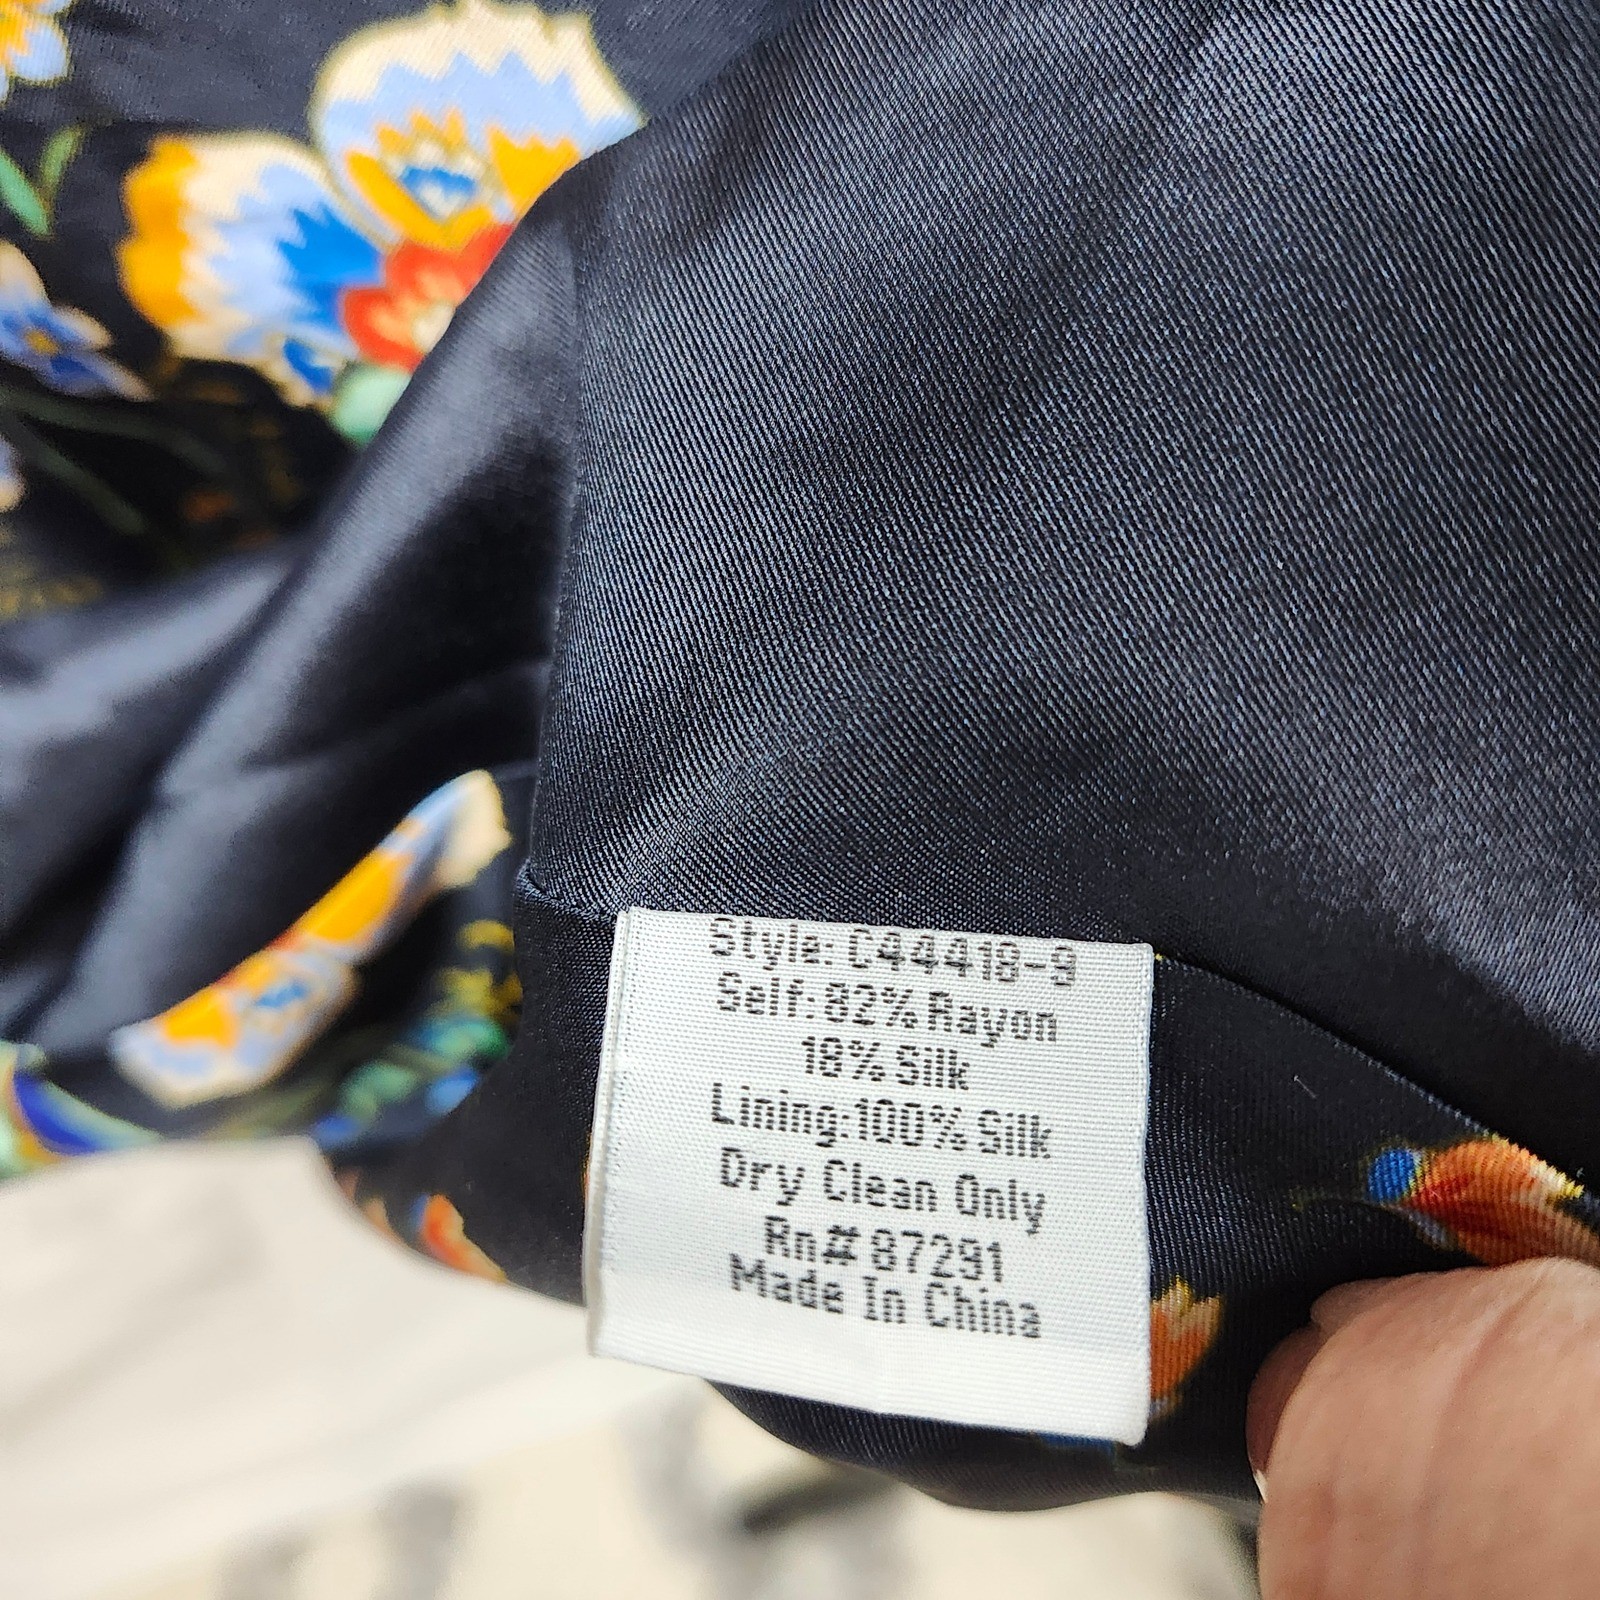 Style: C44418-9
Self: 82% Rayon
18% Silk
Lining:100% Silk
Dry Clean Only
Rn# 87291
Made In China